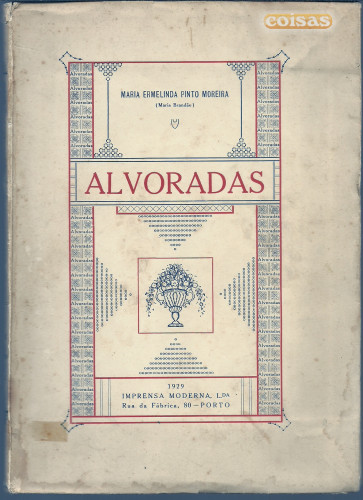 coisas
MARIA ERMELINDA PINTO MOREIRA
(Maria Brandão)
ALVORADAS
1929
IMPRENSA MODERNA, L.DA
Rua da Fábrica, 80 — PORTO